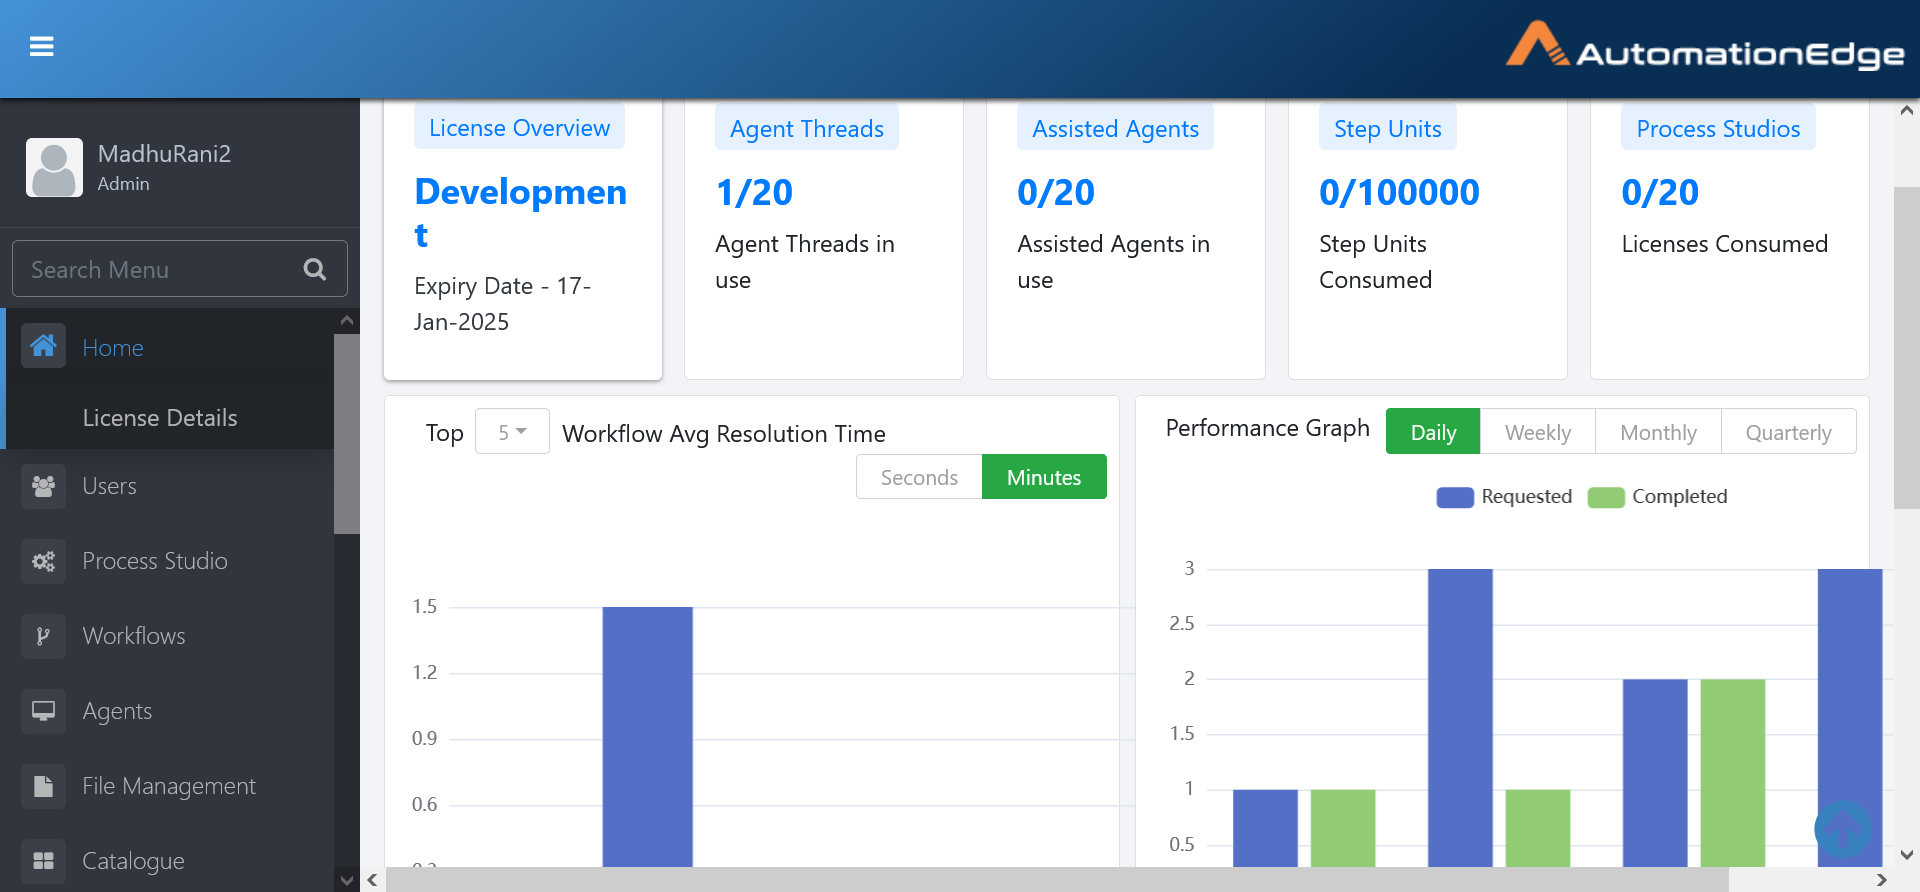 AutomationEdge
MadhuRani2
Admin
Search Menu
Home
License Details
Users
Process Studio
Workflows
Agents
File Management
Catalogue
License Overview
Developmen
t
Expiry Date - 17-
Jan-2025
Agent Threads
1/20
Agent Threads in
use
Assisted Agents
0/20
Assisted Agents in
use
Step Units
0/100000
Step Units
Consumed
Process Studios
0/20
Licenses Consumed
Top 5 Workflow Avg Resolution Time
Seconds Minutes
1.5
1.2
0.9
0.6
Performance Graph Daily Weekly Monthly Quarterly
Requested Completed
3
2.5
2
1.5
1
0.5